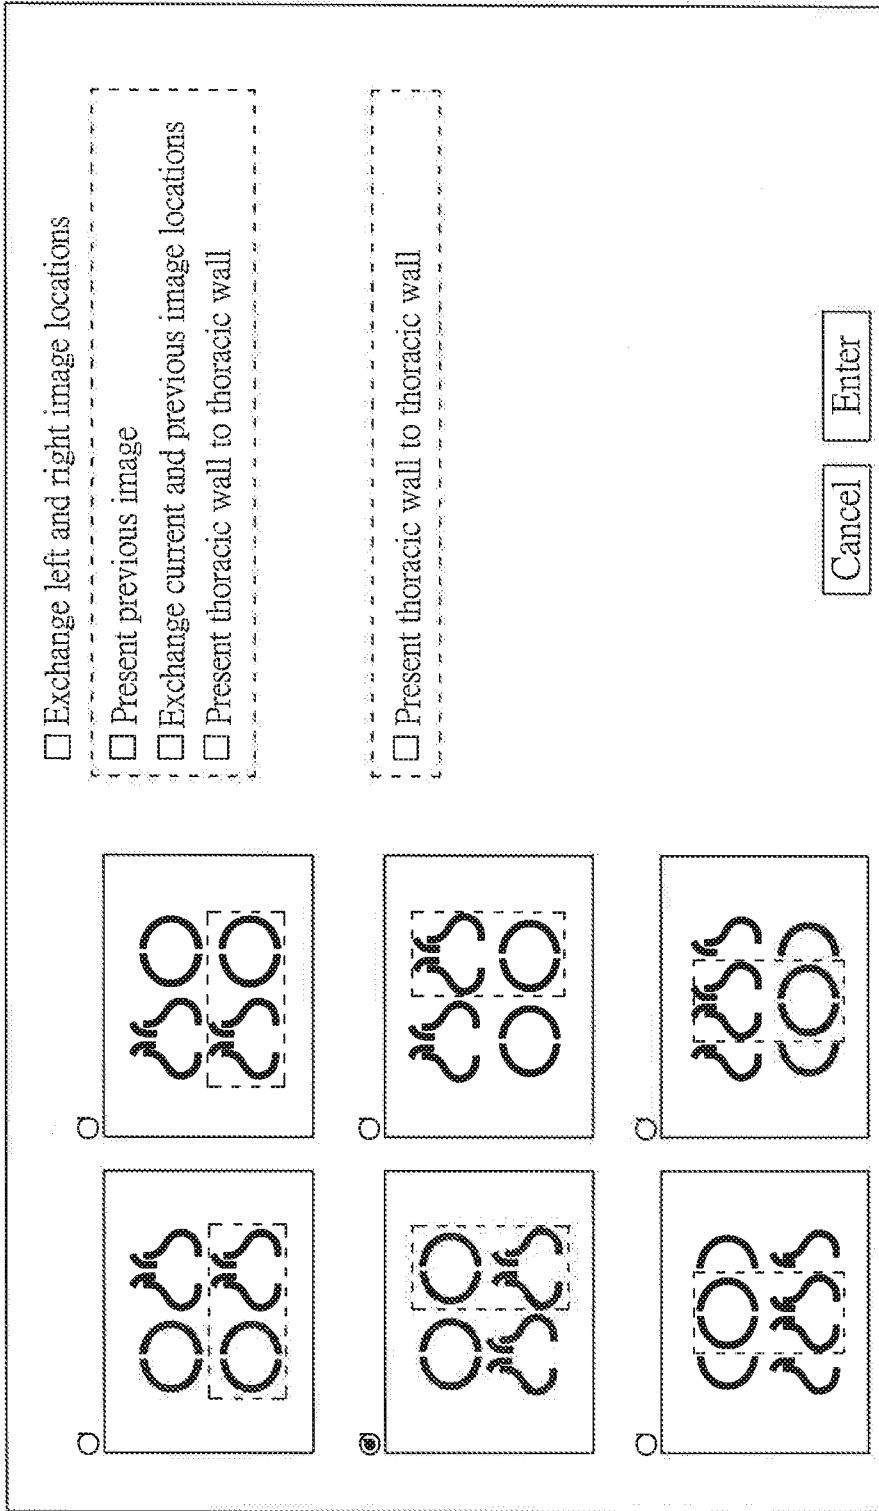 Exchange left and right image locations
Present previous image
Exchange current and previous image locations
Present thoracic wall to thoracic wall
Present thoracic wall to thoracic wall
Cancel
Enter